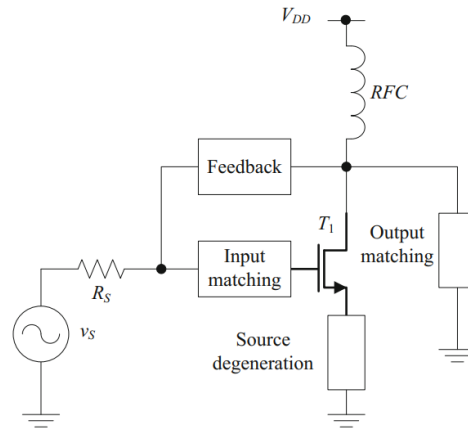 V_DD
RFC
Feedback
T_1
Input
matching
Output
matching
R_S
v_S
Source
degeneration